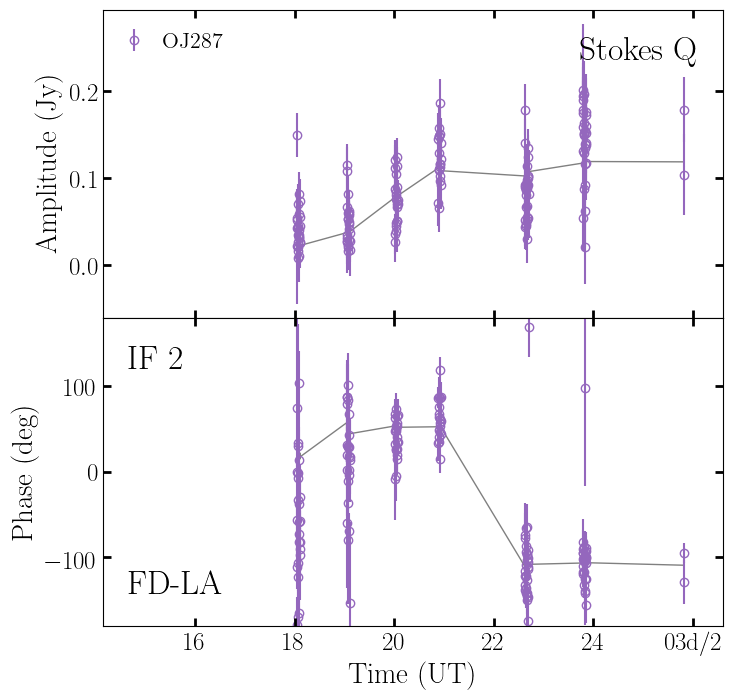 OJ287
Stokes Q
Amplitude (Jy)
0.2
0.1
0.0
IF 2
FD-LA
Phase (deg)
100
0
−100
16 18 20 22 24 03d/2
Time (UT)